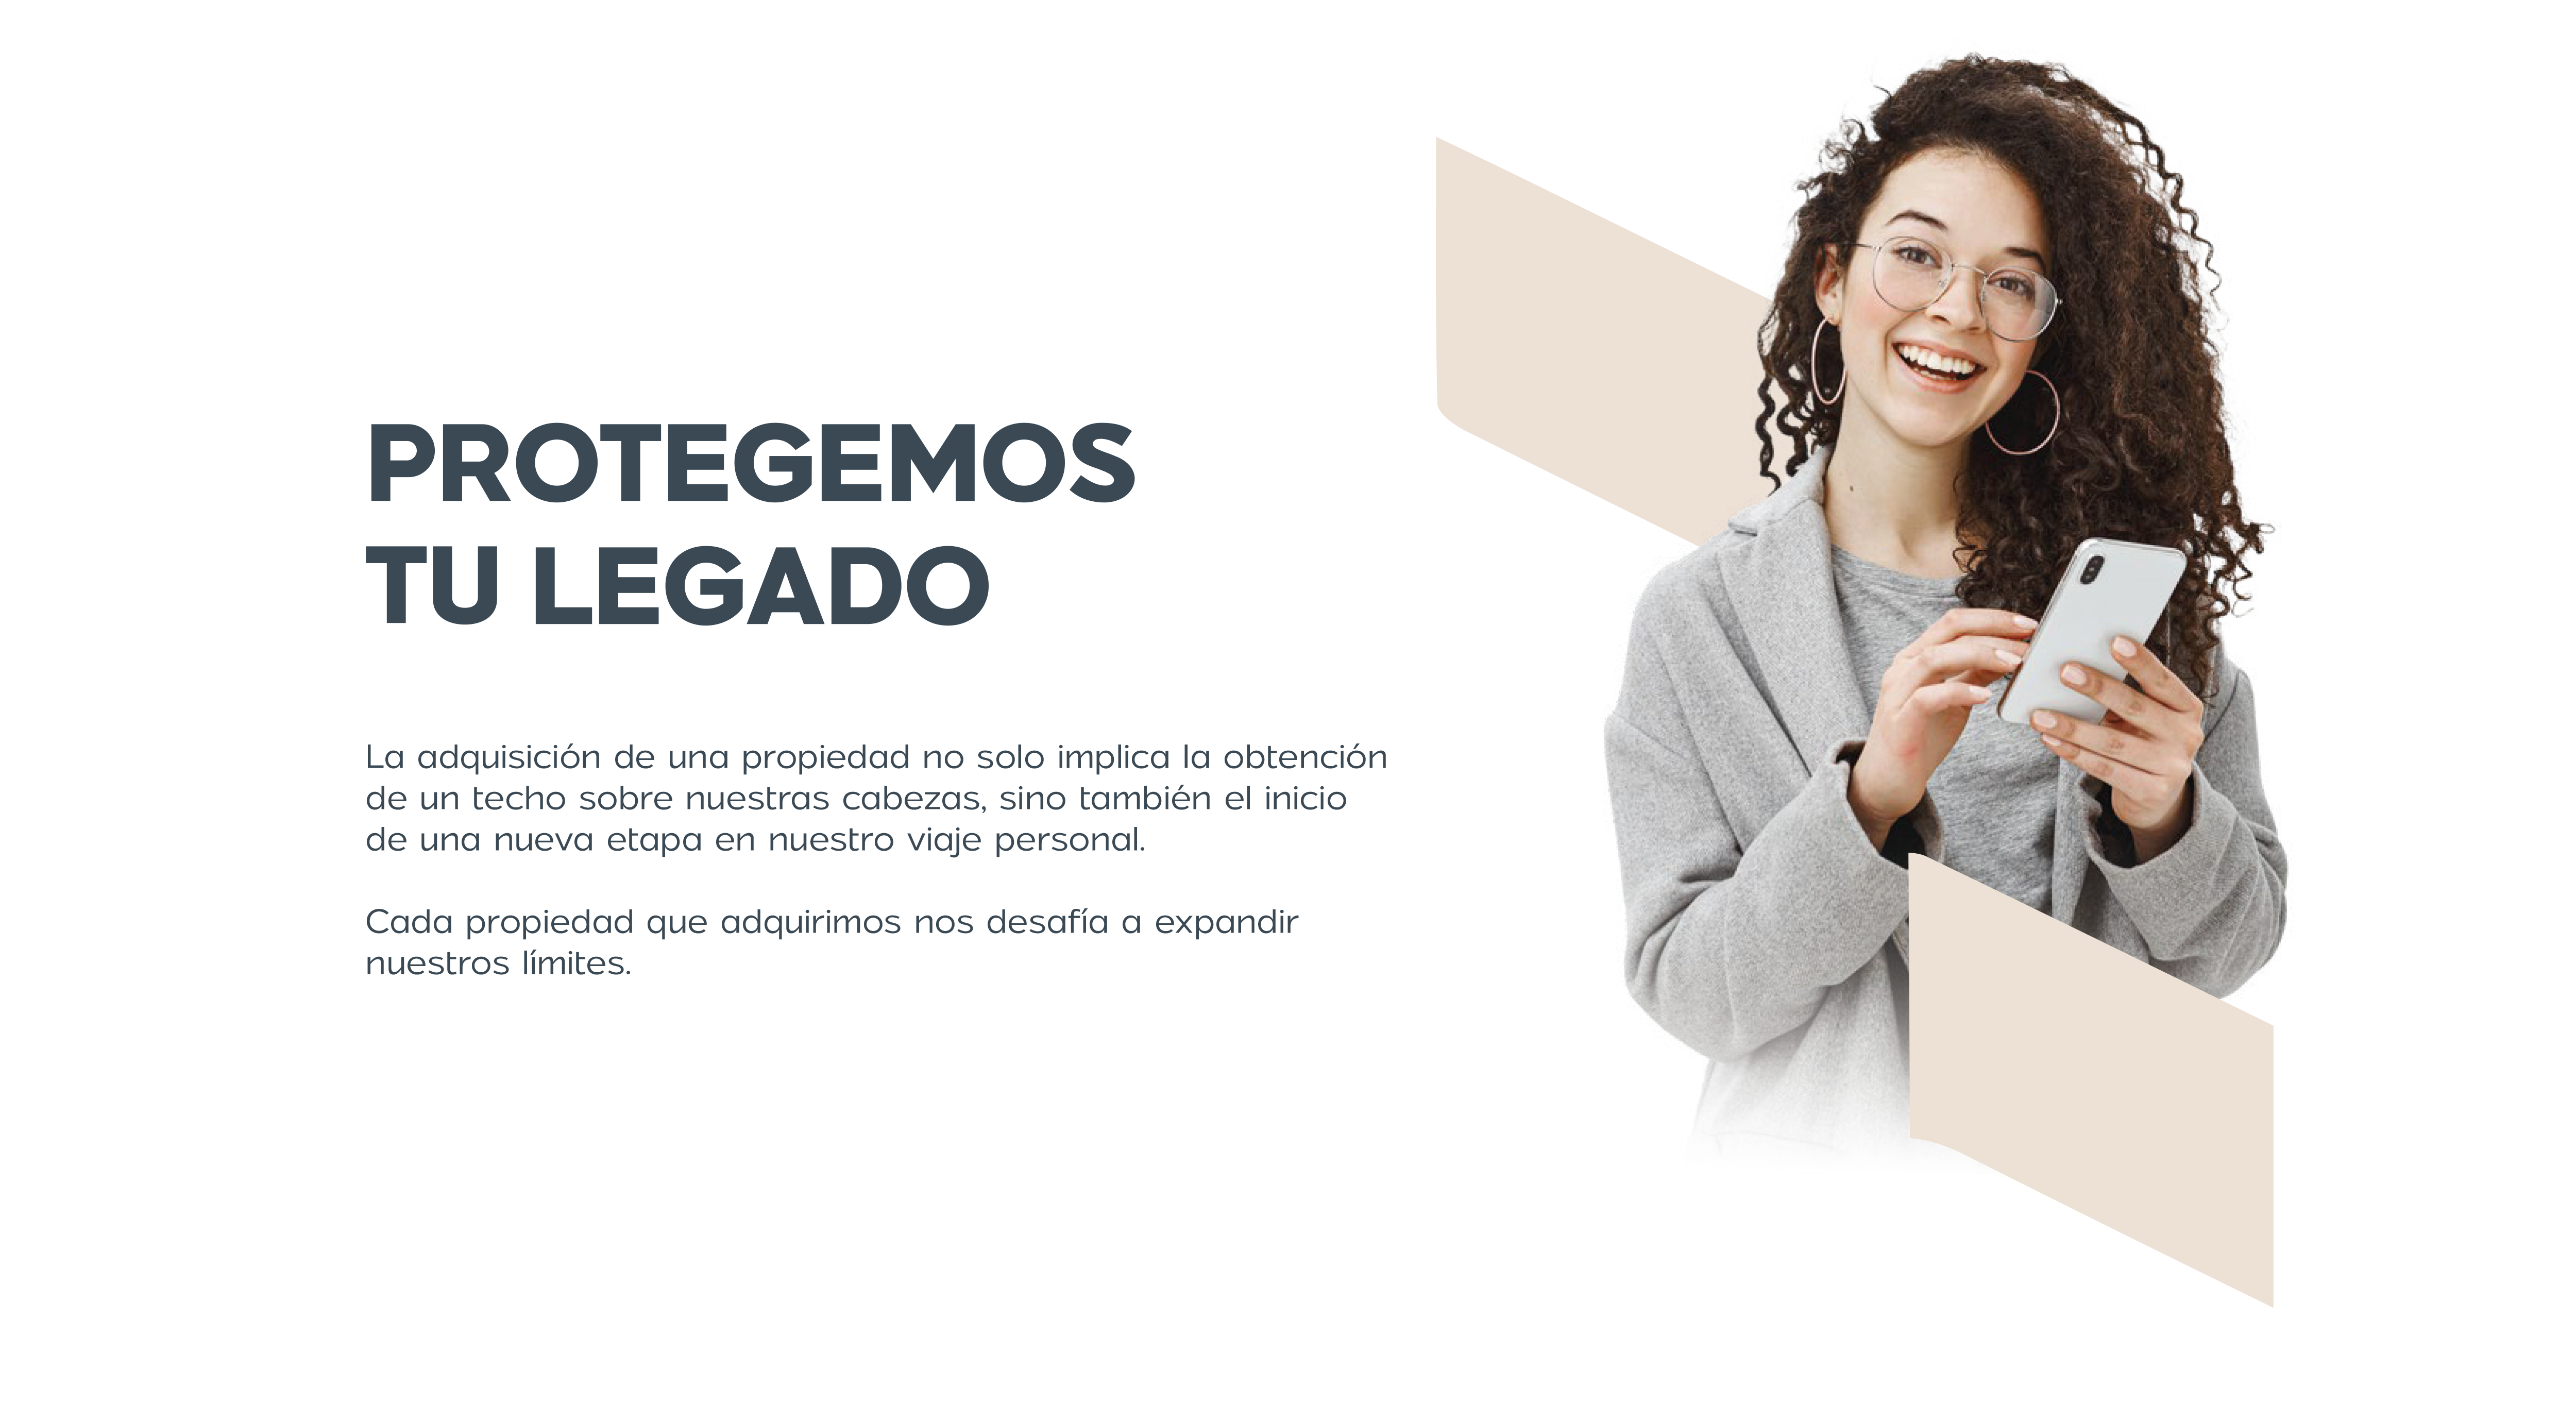 PROTEGEMOS
TU LEGADO
La adquisición de una propiedad no solo implica la obtención
de un techo sobre nuestras cabezas, sino también el inicio
de una nueva etapa en nuestro viaje personal.
Cada propiedad que adquirimos nos desafía a expandir
nuestros límites.